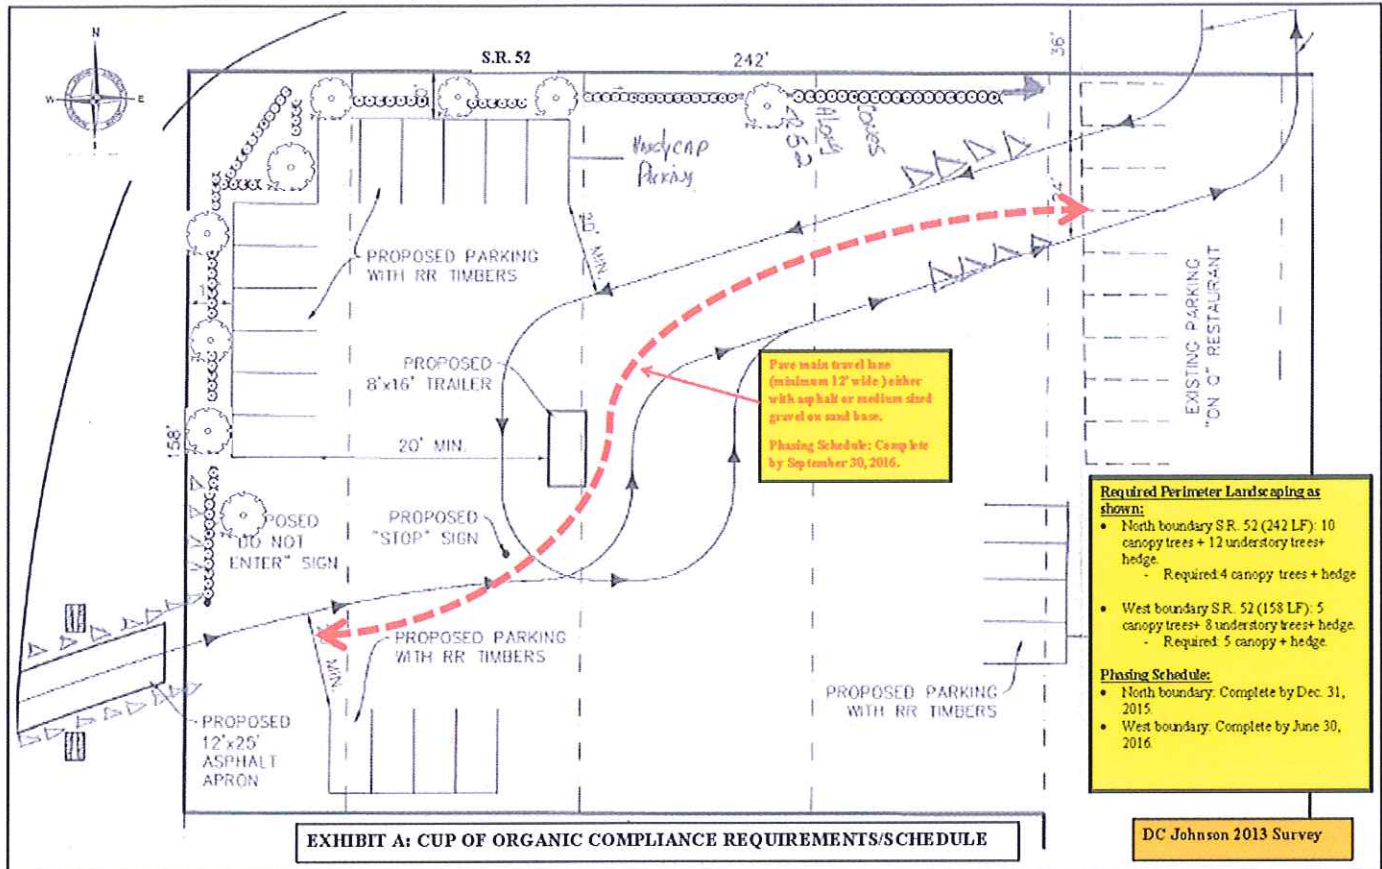 N
W
E
S.R. 52
242'
36'
Handycap
Parking
Cones
Along
SR 52
20' MIN.
PROPOSED PARKING
WITH RR TIMBERS
PROPOSED
8'x16' TRAILER
20' MIN.
158'
EXISTING PARKING
"ON Q" RESTAURANT
Pave main travel lane
(minimum 12' wide ) either
with asphalt or medium sized
gravel on sand base.
Phasing Schedule: Complete
by September 30, 2016.
PROPOSED
"STOP" SIGN
POSED
"DO NOT
ENTER" SIGN
MIN.
PROPOSED PARKING
WITH RR TIMBERS
PROPOSED
12'x25'
ASPHALT
APRON
PROPOSED PARKING
WITH RR TIMBERS
Required Perimeter Landscaping as
shown:
• North boundary S.R. 52 (242 LF): 10
canopy trees + 12 understory trees+
hedge.
- Required: 4 canopy trees + hedge
• West boundary S.R. 52 (158 LF): 5
canopy trees+ 8 understory trees+ hedge.
- Required: 5 canopy + hedge.
Phasing Schedule:
• North boundary: Complete by Dec. 31,
2015.
• West boundary: Complete by June 30,
2016.
EXHIBIT A: CUP OF ORGANIC COMPLIANCE REQUIREMENTS/SCHEDULE
DC Johnson 2013 Survey